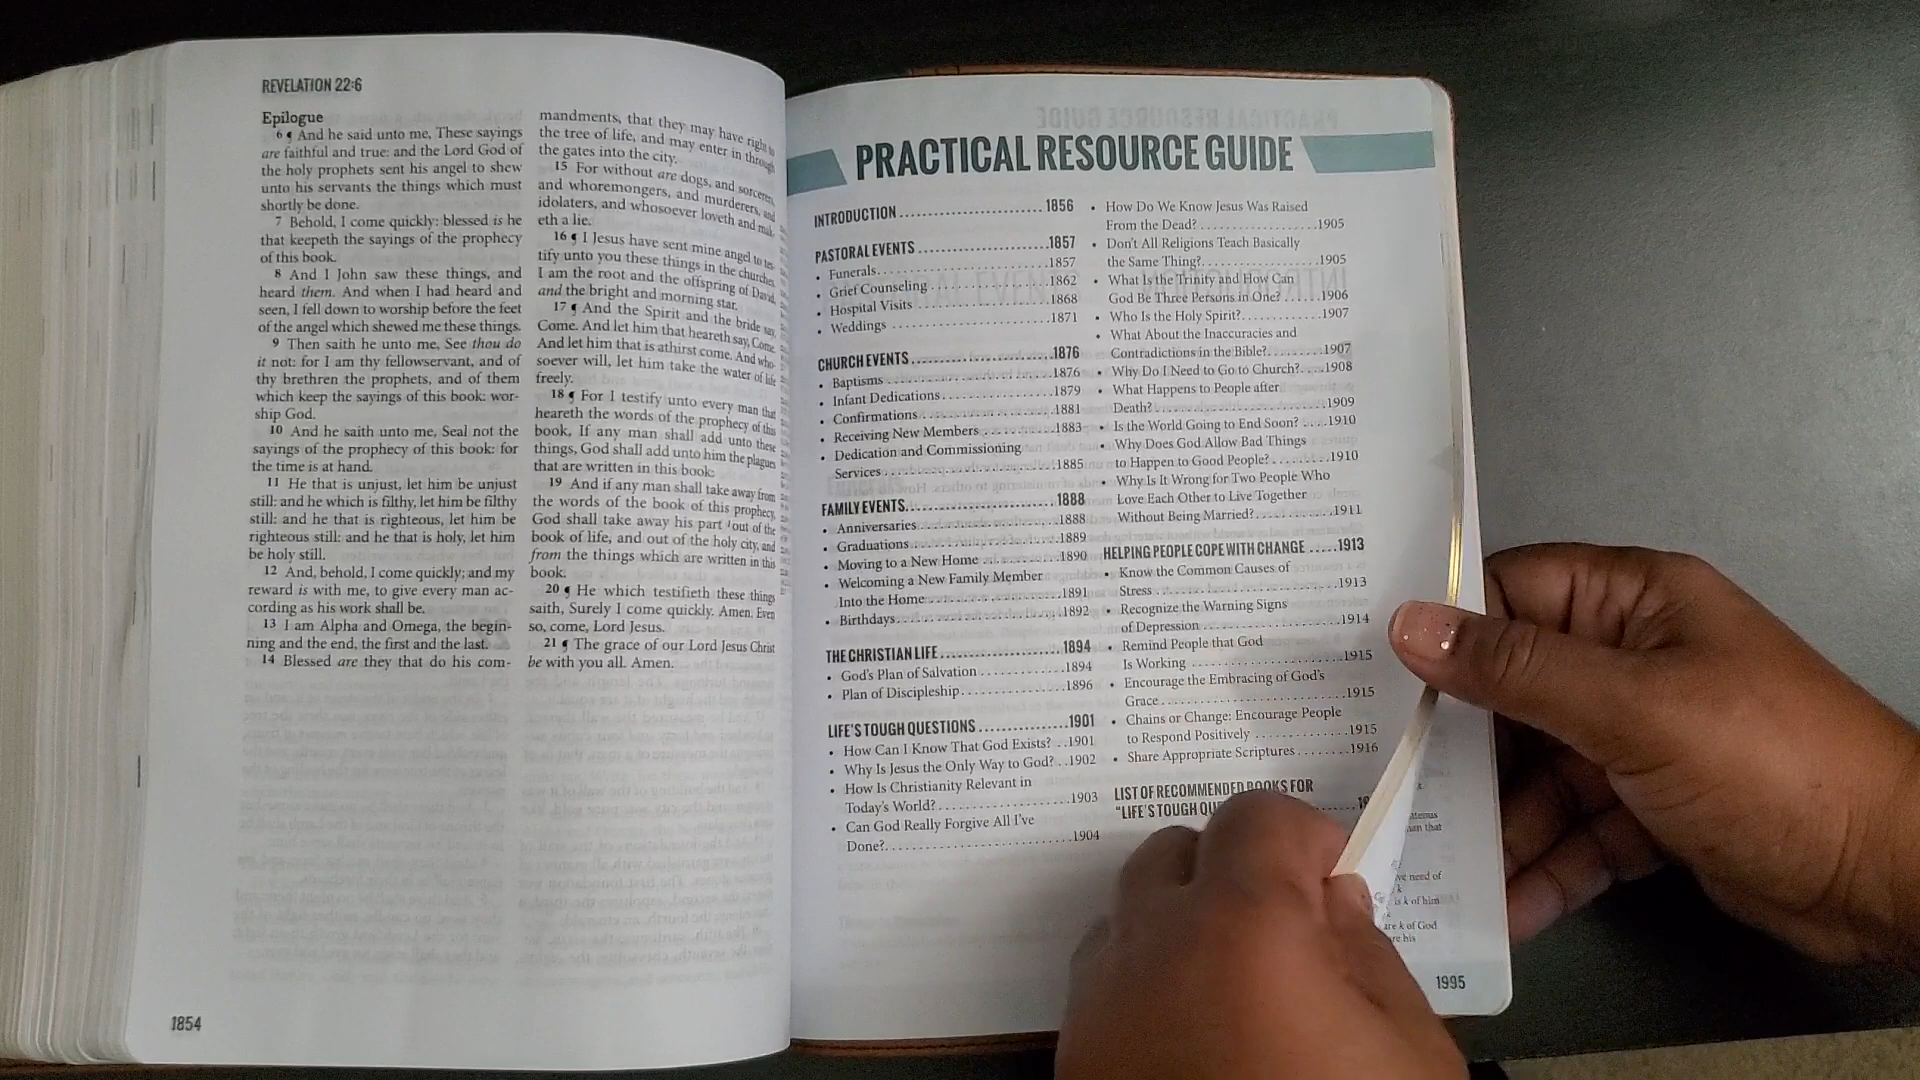 REVELATION 22:6
Epilogue
6 ¶ And he said unto me, These sayings
are faithful and true: and the Lord God of
the holy prophets sent his angel to shew
unto his servants the things which must
shortly be done.
7 Behold, I come quickly: blessed is he
that keepeth the sayings of the prophecy
of this book.
8 And I John saw these things, and
heard them. And when I had heard and
seen, I fell down to worship before the feet
of the angel which shewed me these things.
9 Then saith he unto me, See thou do
it not: for I am thy fellowservant, and of
thy brethren the prophets, and of them
which keep the sayings of this book: wor-
ship God.
10 And he saith unto me, Seal not the
sayings of the prophecy of this book: for
the time is at hand.
11 He that is unjust, let him be unjust
still: and he which is filthy, let him be filthy
still: and he that is righteous, let him be
righteous still: and he that is holy, let him
be holy still.
12 And, behold, I come quickly; and my
reward is with me, to give every man ac-
cording as his work shall be.
13 I am Alpha and Omega, the begin-
ning and the end, the first and the last.
14 Blessed are they that do his com-
mandments, that they may have right to
the tree of life, and may enter in through
the gates into the city.
15 For without are dogs, and sorcerers,
and whoremongers, and murderers, and
idolaters, and whosoever loveth and mak-
eth a lie.
16 ¶ I Jesus have sent mine angel to tes-
tify unto you these things in the churches.
I am the root and the offspring of David,
and the bright and morning star.
17 ¶ And the Spirit and the bride say,
Come. And let him that heareth say, Come.
And let him that is athirst come. And who-
soever will, let him take the water of life
freely.
18 ¶ For I testify unto every man that
heareth the words of the prophecy of this
book, If any man shall add unto these
things, God shall add unto him the plagues
that are written in this book:
19 And if any man shall take away from
the words of the book of this prophecy,
God shall take away his part out of the
book of life, and out of the holy city, and
from the things which are written in this
book.
20 ¶ He which testifieth these things
saith, Surely I come quickly. Amen. Even
so, come, Lord Jesus.
21 ¶ The grace of our Lord Jesus Christ
be with you all. Amen.
1854
PRACTICAL RESOURCE GUIDE
INTRODUCTION ........................ 1856
PASTORAL EVENTS ..................... 1857
• Funerals ........................... 1857
• Grief Counseling ................... 1862
• Hospital Visits .................... 1868
• Weddings ........................... 1871
CHURCH EVENTS ....................... 1876
• Baptisms ........................... 1876
• Infant Dedications ................. 1879
• Confirmations ...................... 1881
• Receiving New Members .............. 1883
• Dedication and Commissioning
Services ............................. 1885
FAMILY EVENTS ....................... 1888
• Anniversaries ...................... 1888
• Graduations ........................ 1889
• Moving to a New Home ............... 1890
• Welcoming a New Family Member
Into the Home ........................ 1891
• Birthdays .......................... 1892
THE CHRISTIAN LIFE .................. 1894
• God's Plan of Salvation ............ 1894
• Plan of Discipleship ............... 1896
LIFE'S TOUGH QUESTIONS .............. 1901
• How Can I Know That God Exists? .. 1901
• Why Is Jesus the Only Way to God? .. 1902
• How Is Christianity Relevant in
Today's World? ....................... 1903
• Can God Really Forgive All I've
Done? ................................ 1904
• How Do We Know Jesus Was Raised
From the Dead? ....................... 1905
• Don't All Religions Teach Basically
the Same Thing? ...................... 1905
• What Is the Trinity and How Can
God Be Three Persons in One? ...... 1906
• Who Is the Holy Spirit? ............ 1907
• What About the Inaccuracies and
Contradictions in the Bible? ......... 1907
• Why Do I Need to Go to Church? .... 1908
• What Happens to People after
Death? ............................... 1909
• Is the World Going to End Soon? .... 1910
• Why Does God Allow Bad Things
to Happen to Good People? ......... 1910
• Why Is It Wrong for Two People Who
Love Each Other to Live Together
Without Being Married? ............... 1911
HELPING PEOPLE COPE WITH CHANGE ..... 1913
• Know the Common Causes of
Stress ............................... 1913
• Recognize the Warning Signs
of Depression ........................ 1914
• Remind People that God
Is Working ........................... 1915
• Encourage the Embracing of God's
Grace ................................ 1915
• Chains or Change: Encourage People
to Respond Positively ................ 1915
• Share Appropriate Scriptures ........ 1916
LIST OF RECOMMENDED BOOKS FOR
"LIFE'S TOUGH
that
need of
is k of him
k of God
his
1995